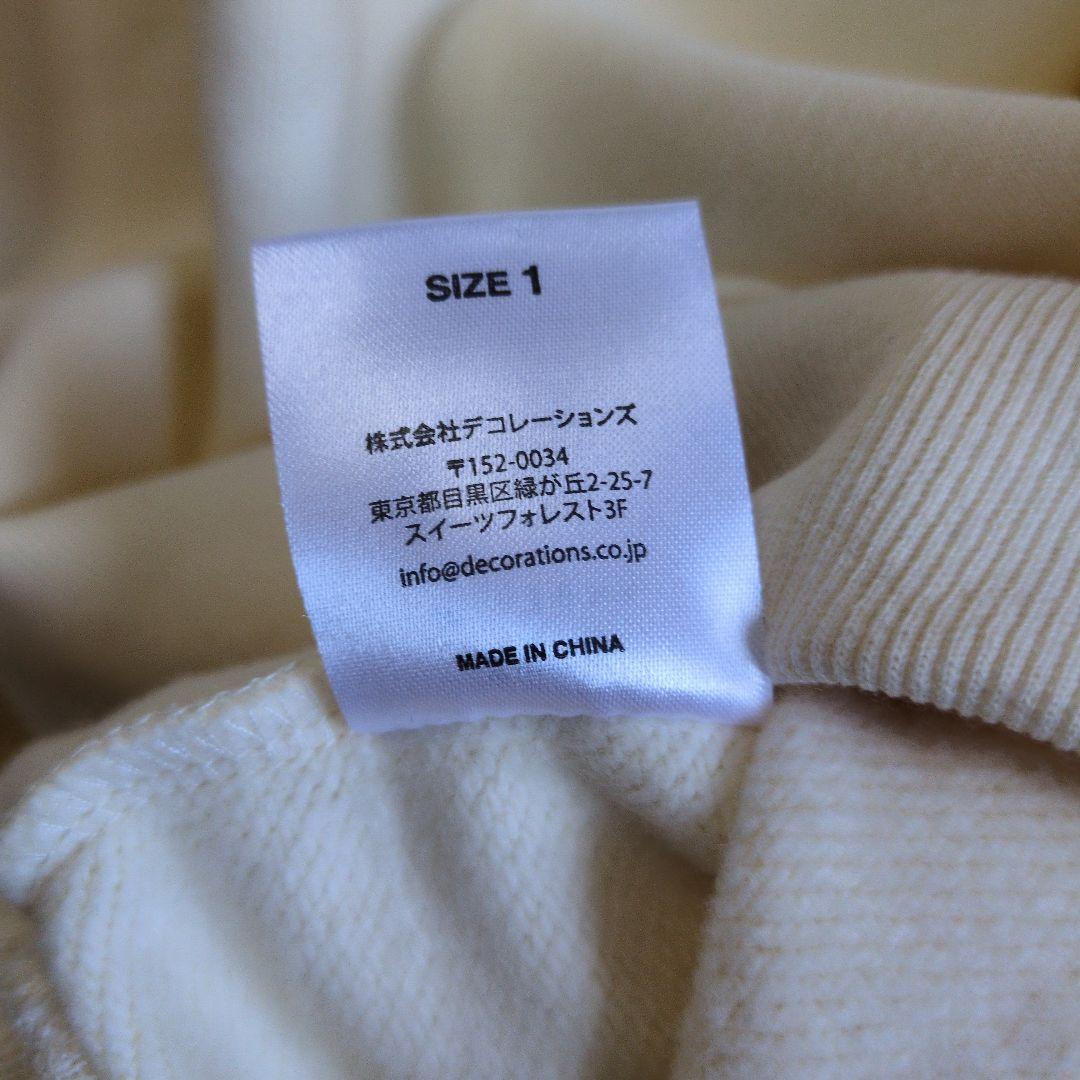 SIZE 1
株式会社デコレーションズ
〒152-0034
東京都目黒区緑が丘2-25-7
スイーツフォレスト3F
info@decorations.co.jp
MADE IN CHINA